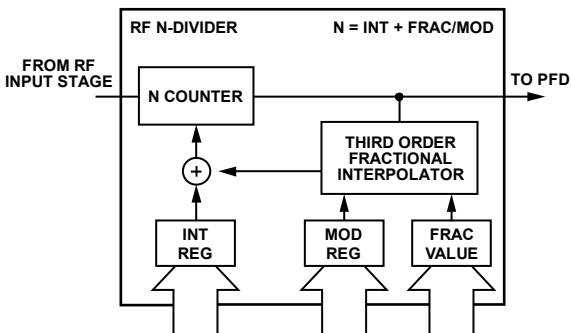 RF N-DIVIDER
N = INT + FRAC/MOD
FROM RF
INPUT STAGE
TO PFD
N COUNTER
THIRD ORDER
FRACTIONAL
INTERPOLATOR
+
INT
REG
MOD
REG
FRAC
VALUE